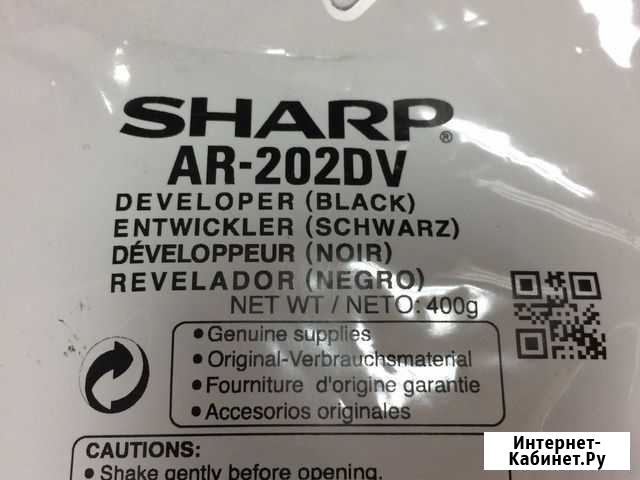 SHARP®
AR-202DV
DEVELOPER (BLACK)
ENTWICKLER (SCHWARZ)
DÉVELOPPEUR (NOIR)
REVELADOR (NEGRO)
NET WT / NETO: 400g
• Genuine supplies
• Original-Verbrauchsmaterial
• Fourniture d'origine garantie
• Accesorios originales
CAUTIONS:
• Shake gently before opening.
Интернет-
Кабинет.Ру